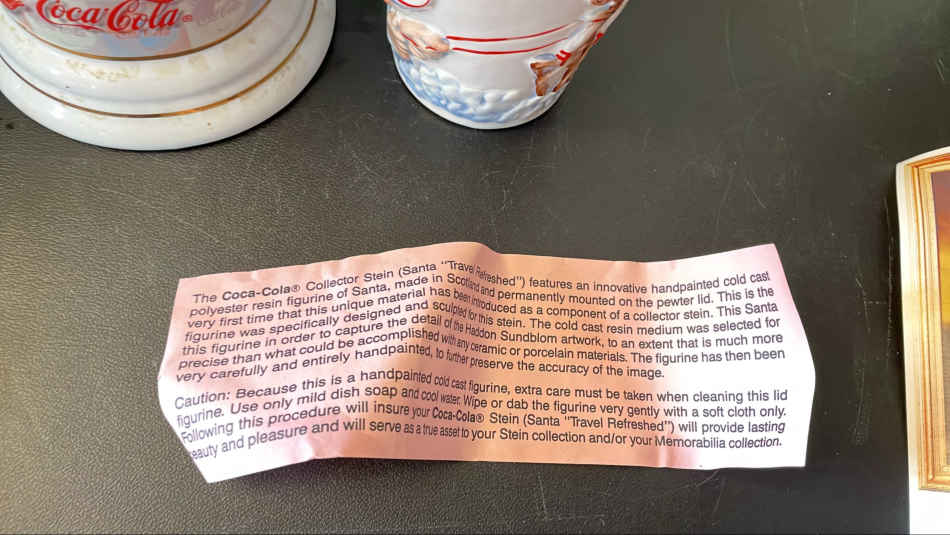 Coca-Cola®
The Coca-Cola® Collector Stein (Santa "Travel Refreshed") features an innovative handpainted cold cast
polyester resin figurine of Santa, made in Scotland and permanently mounted on the pewter lid. This is the
very first time that this unique material has been introduced as a component of a collector stein. This Santa
figurine was specifically designed and sculpted for this stein. The cold cast resin medium was selected for
this figurine in order to capture the detail of the Haddon Sundblom artwork, to an extent that is much more
precise than what could be accomplished with any ceramic or porcelain materials. The figurine has then been
very carefully and entirely handpainted, to further preserve the accuracy of the image.
Caution: Because this is a handpainted cold cast figurine, extra care must be taken when cleaning this lid
figurine. Use only mild dish soap and cool water. Wipe or dab the figurine very gently with a soft cloth only.
Following this procedure will insure your Coca-Cola® Stein (Santa "Travel Refreshed") will provide lasting
eauty and pleasure and will serve as a true asset to your Stein collection and/or your Memorabilia collection.